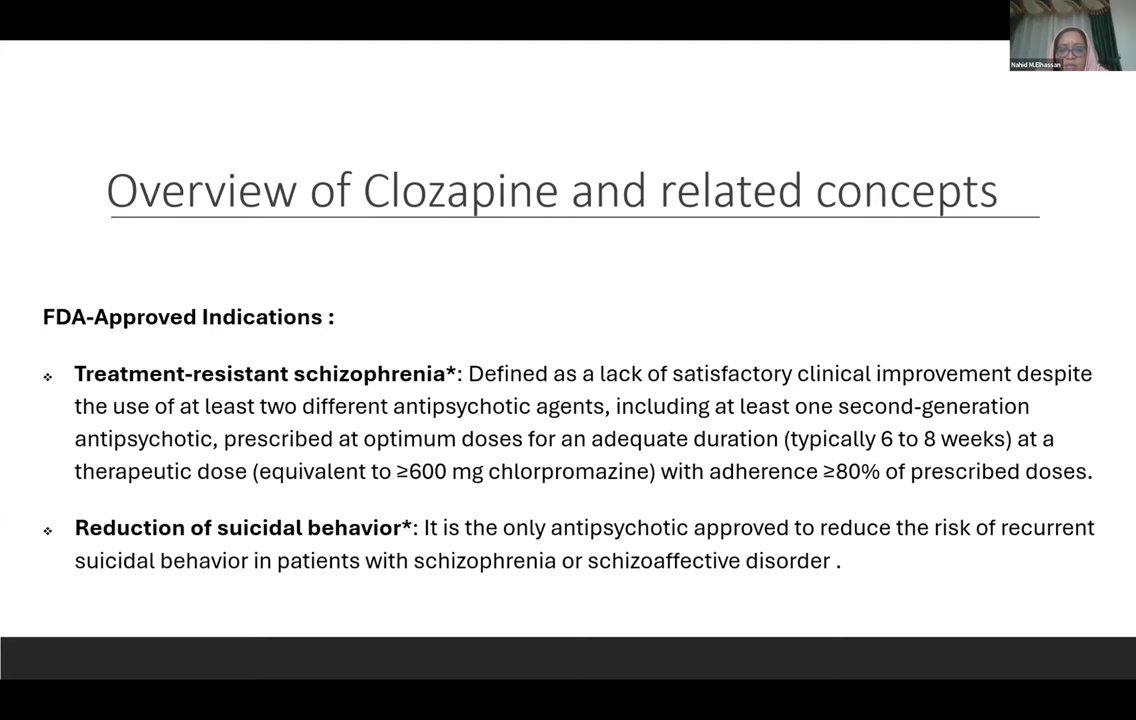 Nahid M.Elhassan
Overview of Clozapine and related concepts
FDA-Approved Indications :
❖ Treatment-resistant schizophrenia*: Defined as a lack of satisfactory clinical improvement despite
the use of at least two different antipsychotic agents, including at least one second-generation
antipsychotic, prescribed at optimum doses for an adequate duration (typically 6 to 8 weeks) at a
therapeutic dose (equivalent to ≥600 mg chlorpromazine) with adherence ≥80% of prescribed doses.
❖ Reduction of suicidal behavior*: It is the only antipsychotic approved to reduce the risk of recurrent
suicidal behavior in patients with schizophrenia or schizoaffective disorder .